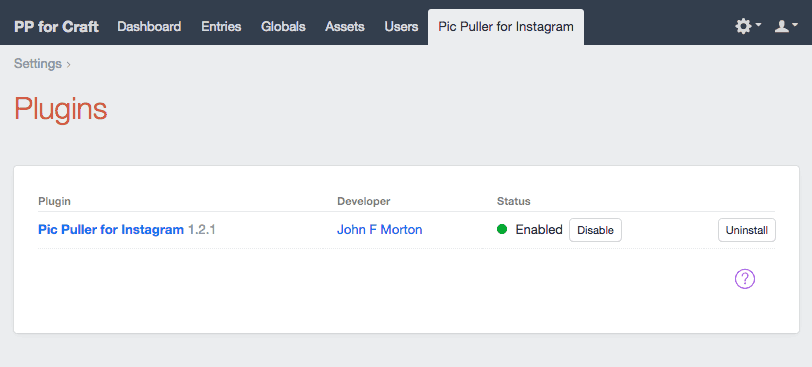 PP for Craft Dashboard Entries Globals Assets Users Pic Puller for Instagram
Settings ›
Plugins
Plugin Developer Status
Pic Puller for Instagram 1.2.1 John F Morton Enabled Disable Uninstall
?